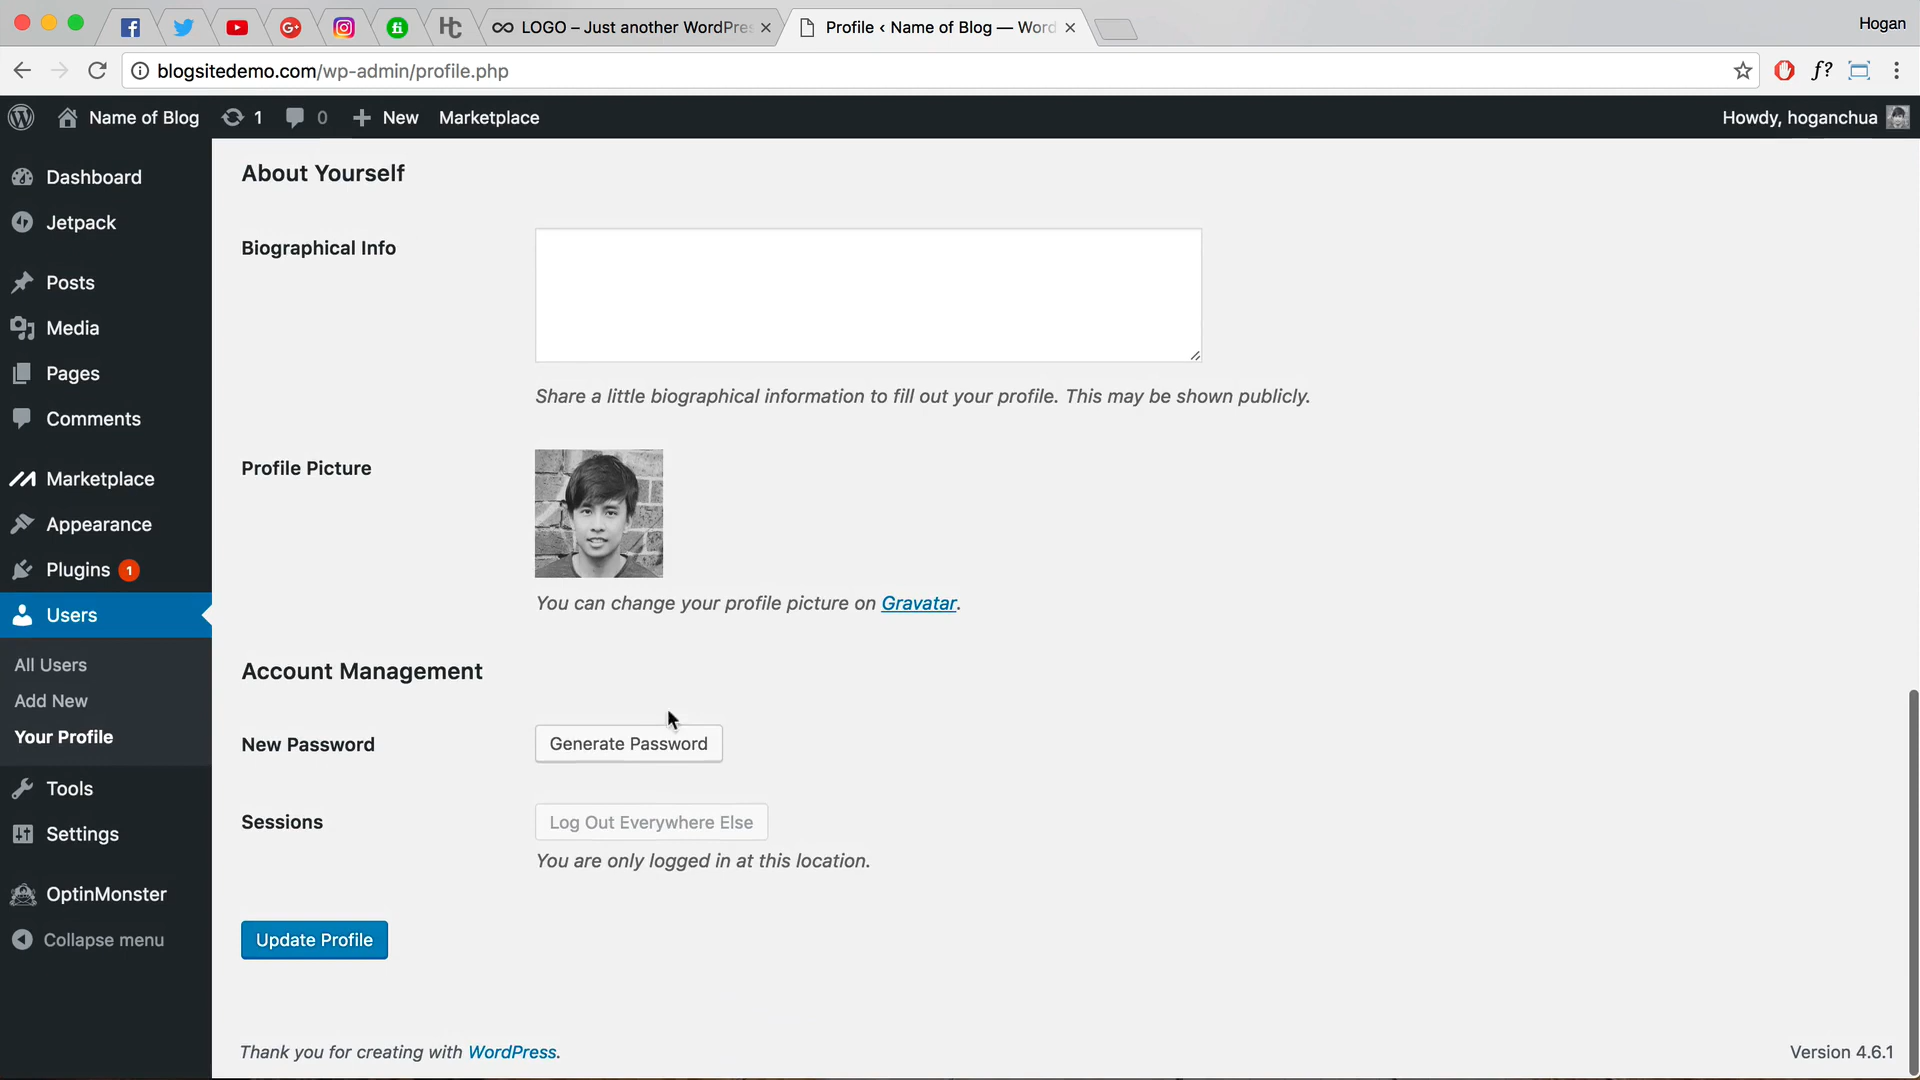 LOGO – Just another WordPres
Profile ‹ Name of Blog — Word
Hogan
blogsitedemo.com/wp-admin/profile.php
f?
Name of Blog 1 0 + New Marketplace
Howdy, hoganchua
Dashboard
Jetpack
Posts
Media
Pages
Comments
Marketplace
Appearance
Plugins 1
Users
All Users
Add New
Your Profile
Tools
Settings
OptinMonster
Collapse menu
About Yourself
Biographical Info
Share a little biographical information to fill out your profile. This may be shown publicly.
Profile Picture
You can change your profile picture on Gravatar.
Account Management
New Password
Generate Password
Sessions
Log Out Everywhere Else
You are only logged in at this location.
Update Profile
Thank you for creating with WordPress.
Version 4.6.1